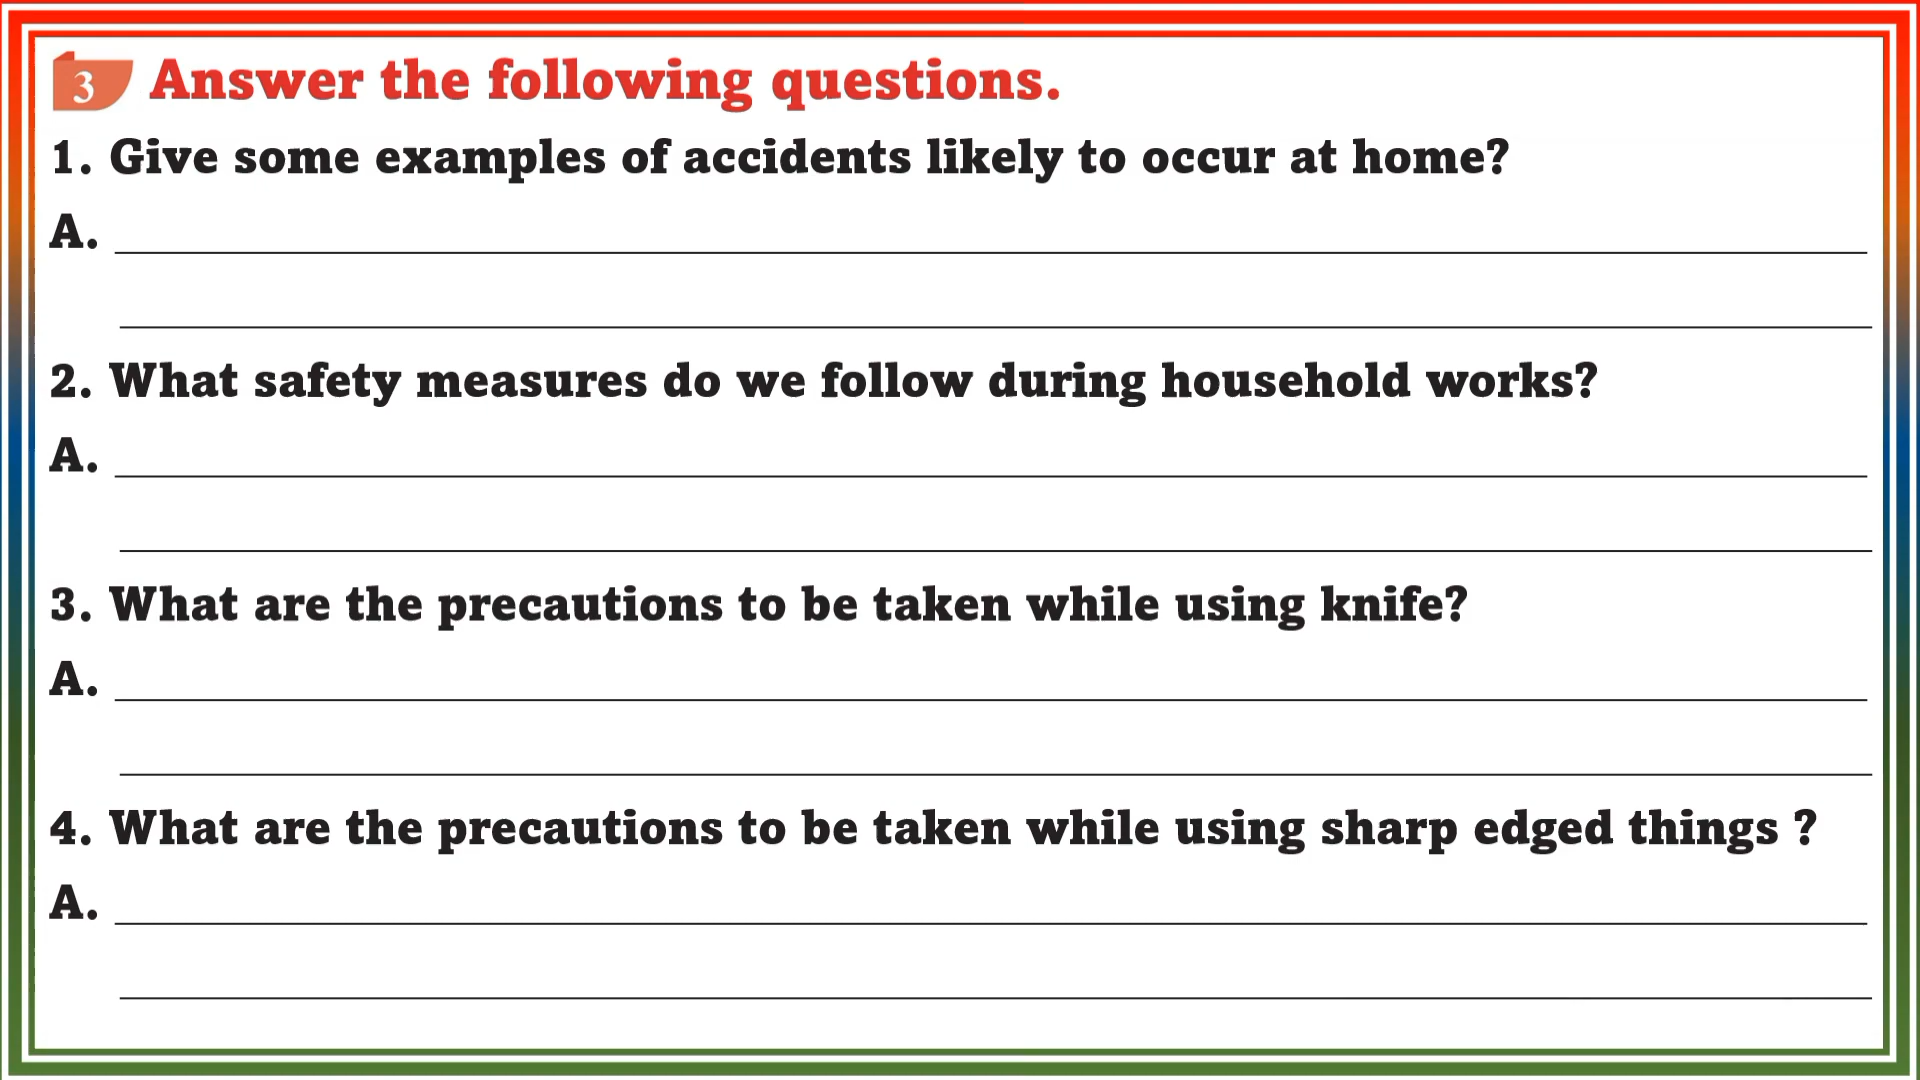 3 Answer the following questions.
1. Give some examples of accidents likely to occur at home?
A.
2. What safety measures do we follow during household works?
A.
3. What are the precautions to be taken while using knife?
A.
4. What are the precautions to be taken while using sharp edged things ?
A.